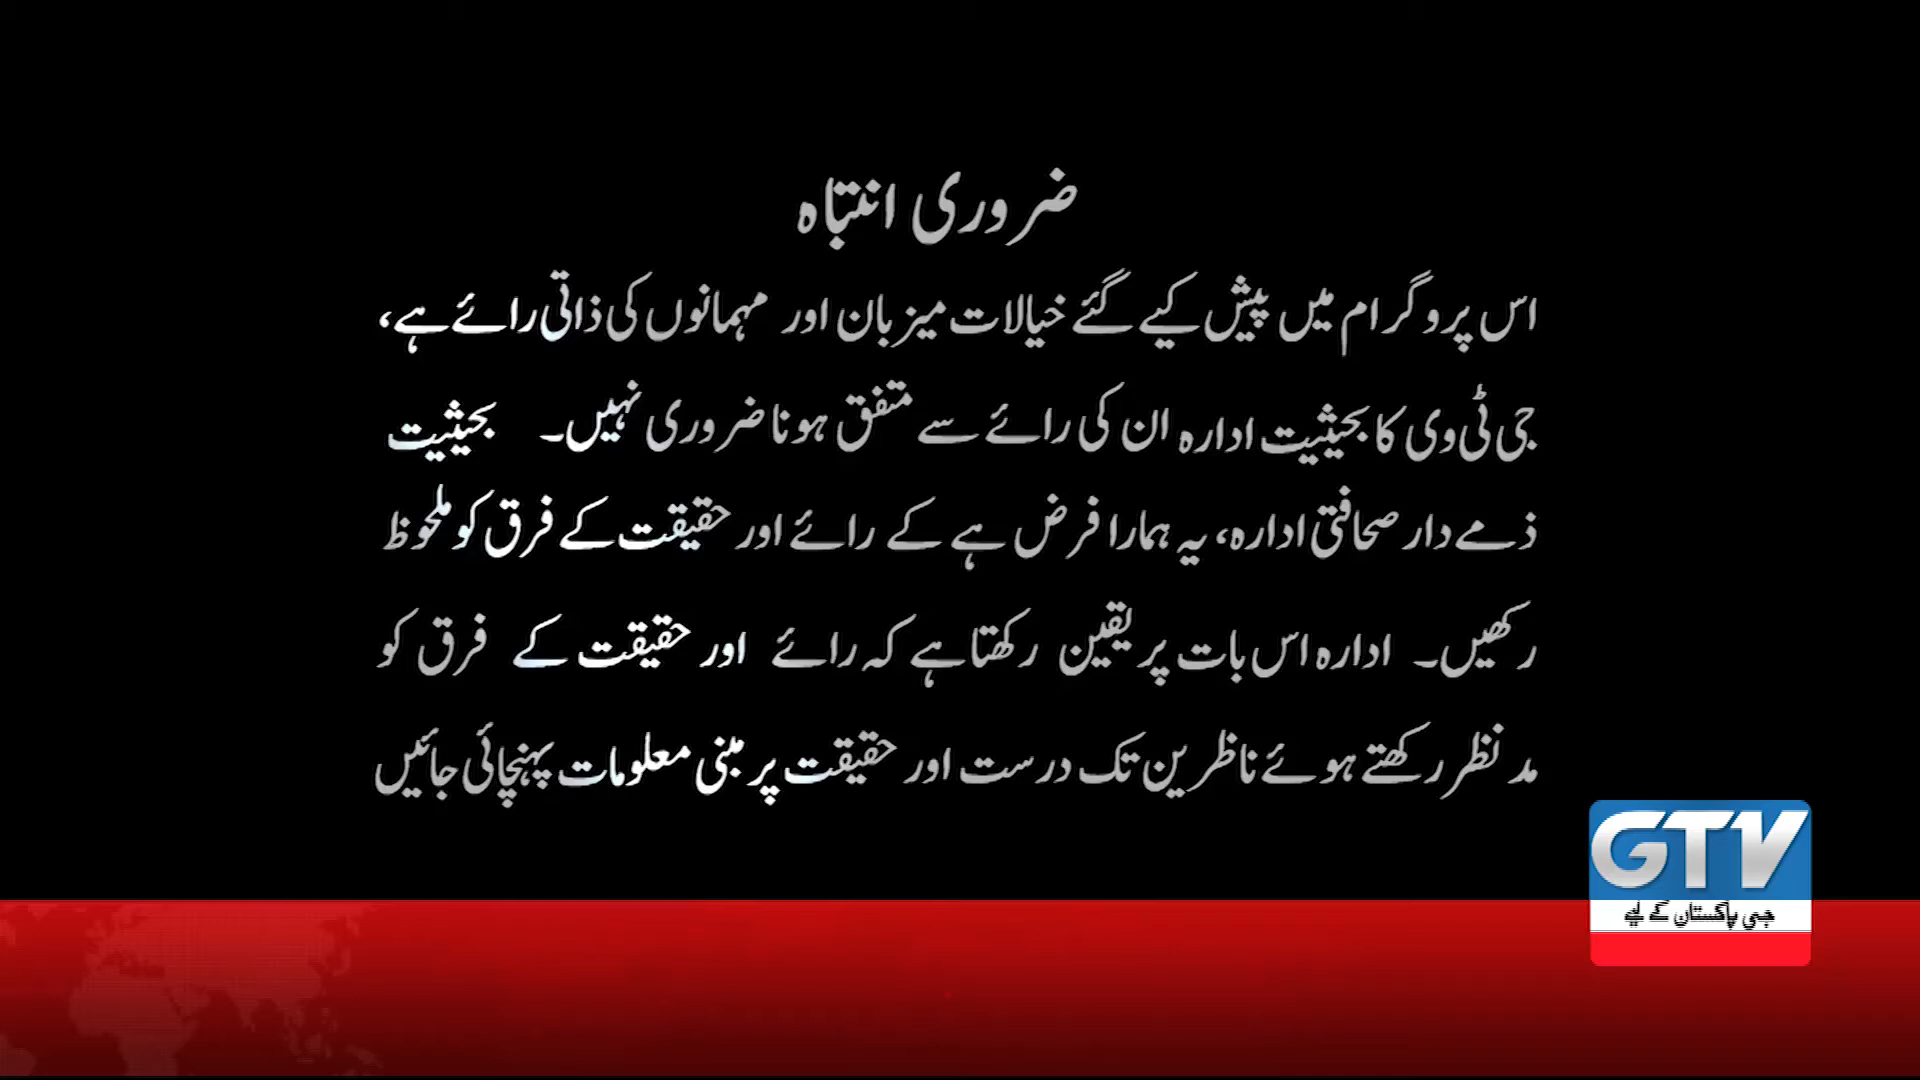 ضروری انتباہ
اس پروگرام میں پیش کیے گئے خیالات میزبان اور مہمانوں کی ذاتی رائے ہے،
جی ٹی وی کا بحیثیت ادارہ ان کی رائے سے متفق ہونا ضروری نہیں۔ بحیثیت
ذمے دار صحافتی ادارہ، یہ ہمارا فرض ہے کے رائے اور حقیقت کے فرق کو ملحوظ
رکھیں۔ ادارہ اس بات پر یقین رکھتا ہے کہ رائے اور حقیقت کے فرق کو
مد نظر رکھتے ہوئے ناظرین تک درست اور حقیقت پر مبنی معلومات پہنچائی جائیں
GTV
جی پاکستان کے لیے